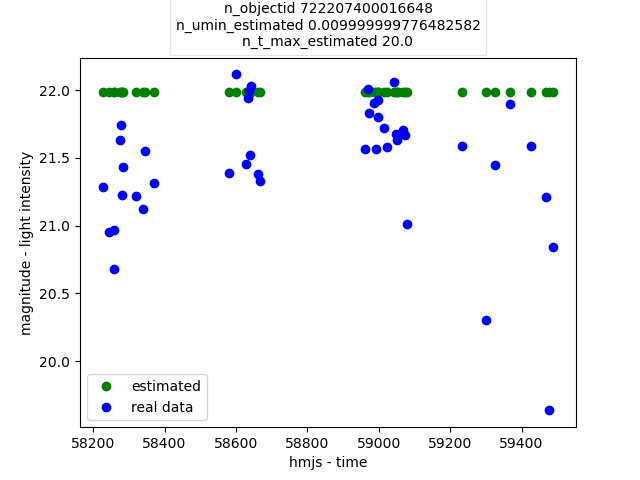 n_objectid 722207400016648
n_umin_estimated 0.009999999776482582
n_t_max_estimated 20.0
22.0
21.5
21.0
20.5
20.0
magnitude - light intensity
estimated
real data
58200 58400 58600 58800 59000 59200 59400
hmjs - time